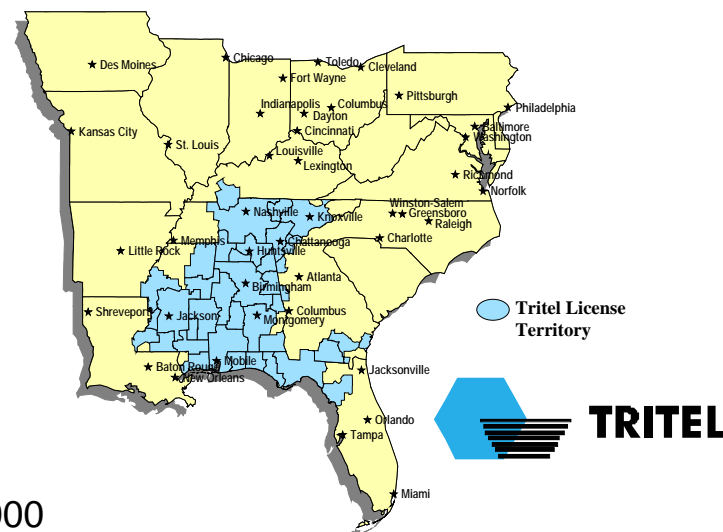 Chicago
Toledo
Des Moines
Cleveland
Fort Wayne
Pittsburgh
Indianapolis
Columbus
Philadelphia
Dayton
Baltimore
Kansas City
Cincinnati
Washington
St. Louis
Louisville
Lexington
Richmond
Norfolk
Winston-Salem
Nashville
Knoxville
Greensboro
Raleigh
Memphis
Chattanooga
Charlotte
Little Rock
Huntsville
Atlanta
Birmingham
Shreveport
Jackson
Montgomery
Columbus
Tritel License
Territory
Mobile
Baton Rouge
New Orleans
Jacksonville
Orlando
TRITEL
Tampa
Miami
000